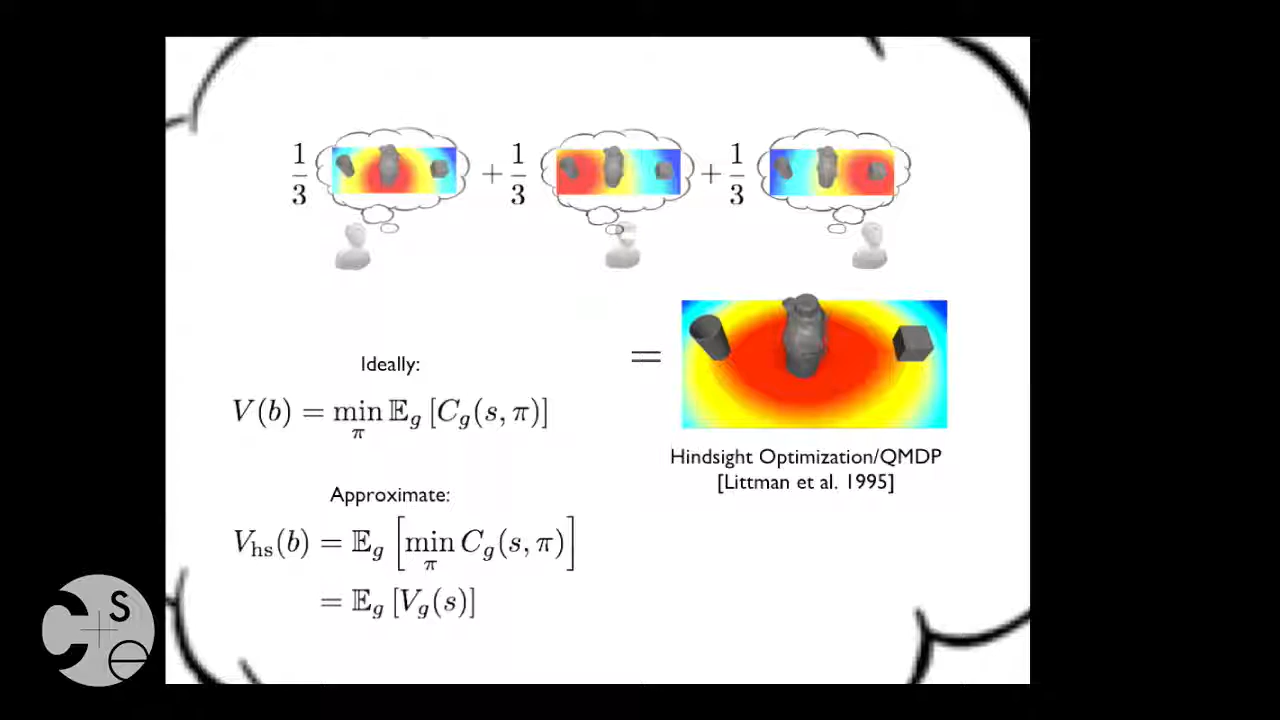 1/3 + 1/3 + 1/3
=
Ideally:
V(b) = min_π 𝔼_g [C_g(s, π)]
Hindsight Optimization/QMDP
[Littman et al. 1995]
Approximate:
V_hs(b) = 𝔼_g [min_π C_g(s, π)]
= 𝔼_g [V_g(s)]
C S + e